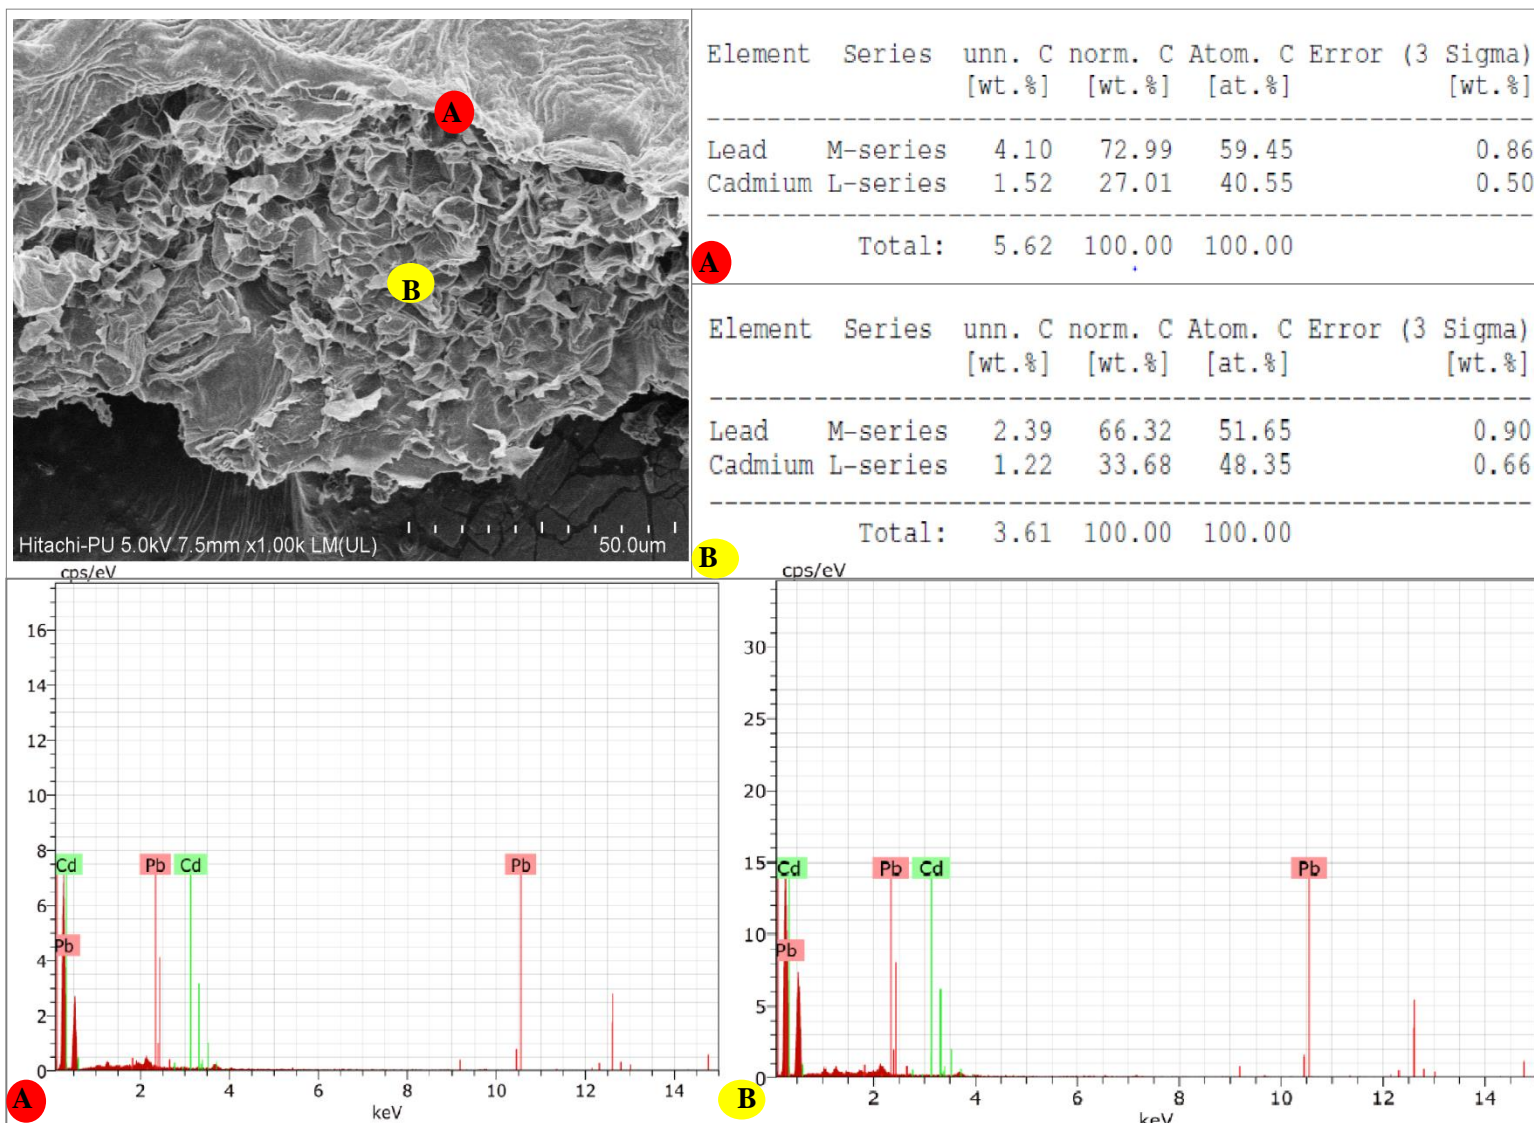 A
B
Hitachi-PU 5.0kV 7.5mm x1.00k LM(UL) 50.0um
Element Series unn. C norm. C Atom. C Error (3 Sigma)
[wt.%] [wt.%] [at.%] [wt.%]
Lead M-series 4.10 72.99 59.45 0.86
Cadmium L-series 1.52 27.01 40.55 0.50
Total: 5.62 100.00 100.00
A
Element Series unn. C norm. C Atom. C Error (3 Sigma)
[wt.%] [wt.%] [at.%] [wt.%]
Lead M-series 2.39 66.32 51.65 0.90
Cadmium L-series 1.22 33.68 48.35 0.66
Total: 3.61 100.00 100.00
B
cps/eV
16
14
12
10
8
Cd Pb Cd Pb
6
Pb
4
2
0
2 4 6 8 10 12 14
keV
A
cps/eV
30
25
20
15
Cd Pb Cd Pb
10
Pb
5
0
2 4 6 8 10 12 14
keV
B